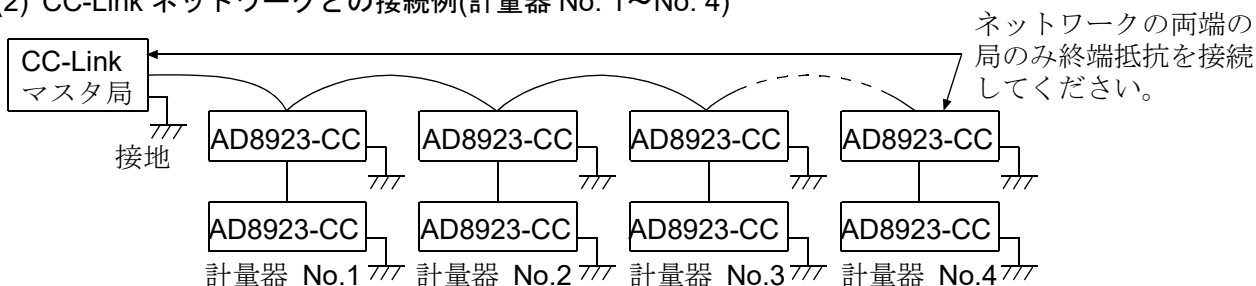 (2) CC-Link ネットワークとの接続例(計量器 No. 1～No. 4)
ネットワークの両端の
局のみ終端抵抗を接続
してください。
CC-Link
マスタ局
接地
AD8923-CC AD8923-CC AD8923-CC AD8923-CC
AD8923-CC AD8923-CC AD8923-CC AD8923-CC
計量器 No.1 計量器 No.2 計量器 No.3 計量器 No.4